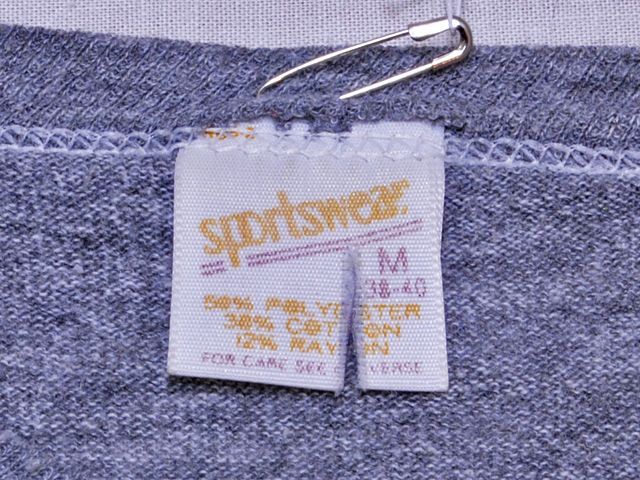 sportswear
M
38-40
50% POLYESTER
38% COTTON
12% RAYON
FOR CARE SEE REVERSE